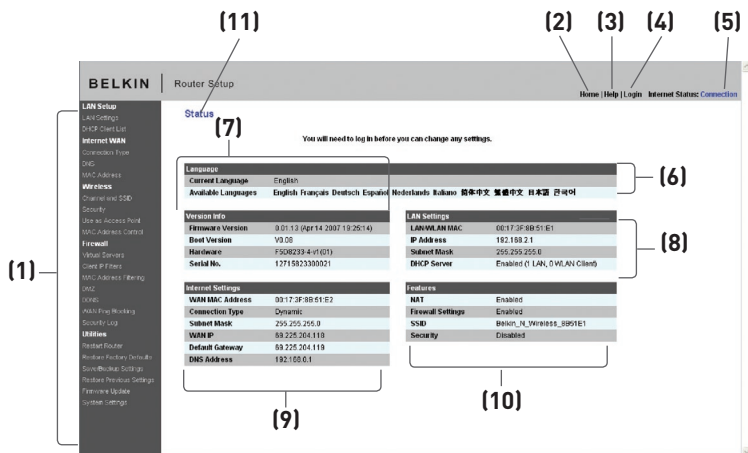 (11) (2) (3) (4) (5)
BELKIN | Router Setup
Home | Help | Login Internet Status: Connection
(1)
LAN Setup
LAN Settings
DHCP Client List
Internet WAN
Connection Type
DNS
MAC Address
Wireless
Channel and SSID
Security
Use as Access Point
MAC Address Control
Firewall
Virtual Servers
Client IP Filters
MAC Address Filtering
DMZ
DDNS
WAN Ping Blocking
Security Log
Utilities
Restart Router
Restore Factory Defaults
Save/Backup Settings
Restore Previous Settings
Firmware Update
System Settings
Status
(7)
You will need to log in before you can change any settings.
Language
Current Language English
Available Languages English Français Deutsch Español Nederlands Italiano 简体中文 繁體中文 日本語 한국어
(6)
Version Info
Firmware Version 9.01.13 (Apr 14 2007 19:25:14)
Boot Version V0.06
Hardware F5D8233-4-v1(01)
Serial No. 12715823300021
LAN Settings
LAN/WLAN MAC 00:17:3F:8B:51:E1
IP Address 192.168.2.1
Subnet Mask 255.255.255.0
DHCP Server Enabled (1 LAN, 0 WLAN Client)
(8)
Internet Settings
WAN MAC Address 00:17:3F:8B:51:E2
Connection Type Dynamic
Subnet Mask 255.255.255.0
WAN IP 69.225.204.118
Default Gateway 69.225.204.118
DNS Address 192.168.0.1
(9)
Features
NAT Enabled
Firewall Settings Enabled
SSID Belkin_N_Wireless_8B51E1
Security Disabled
(10)